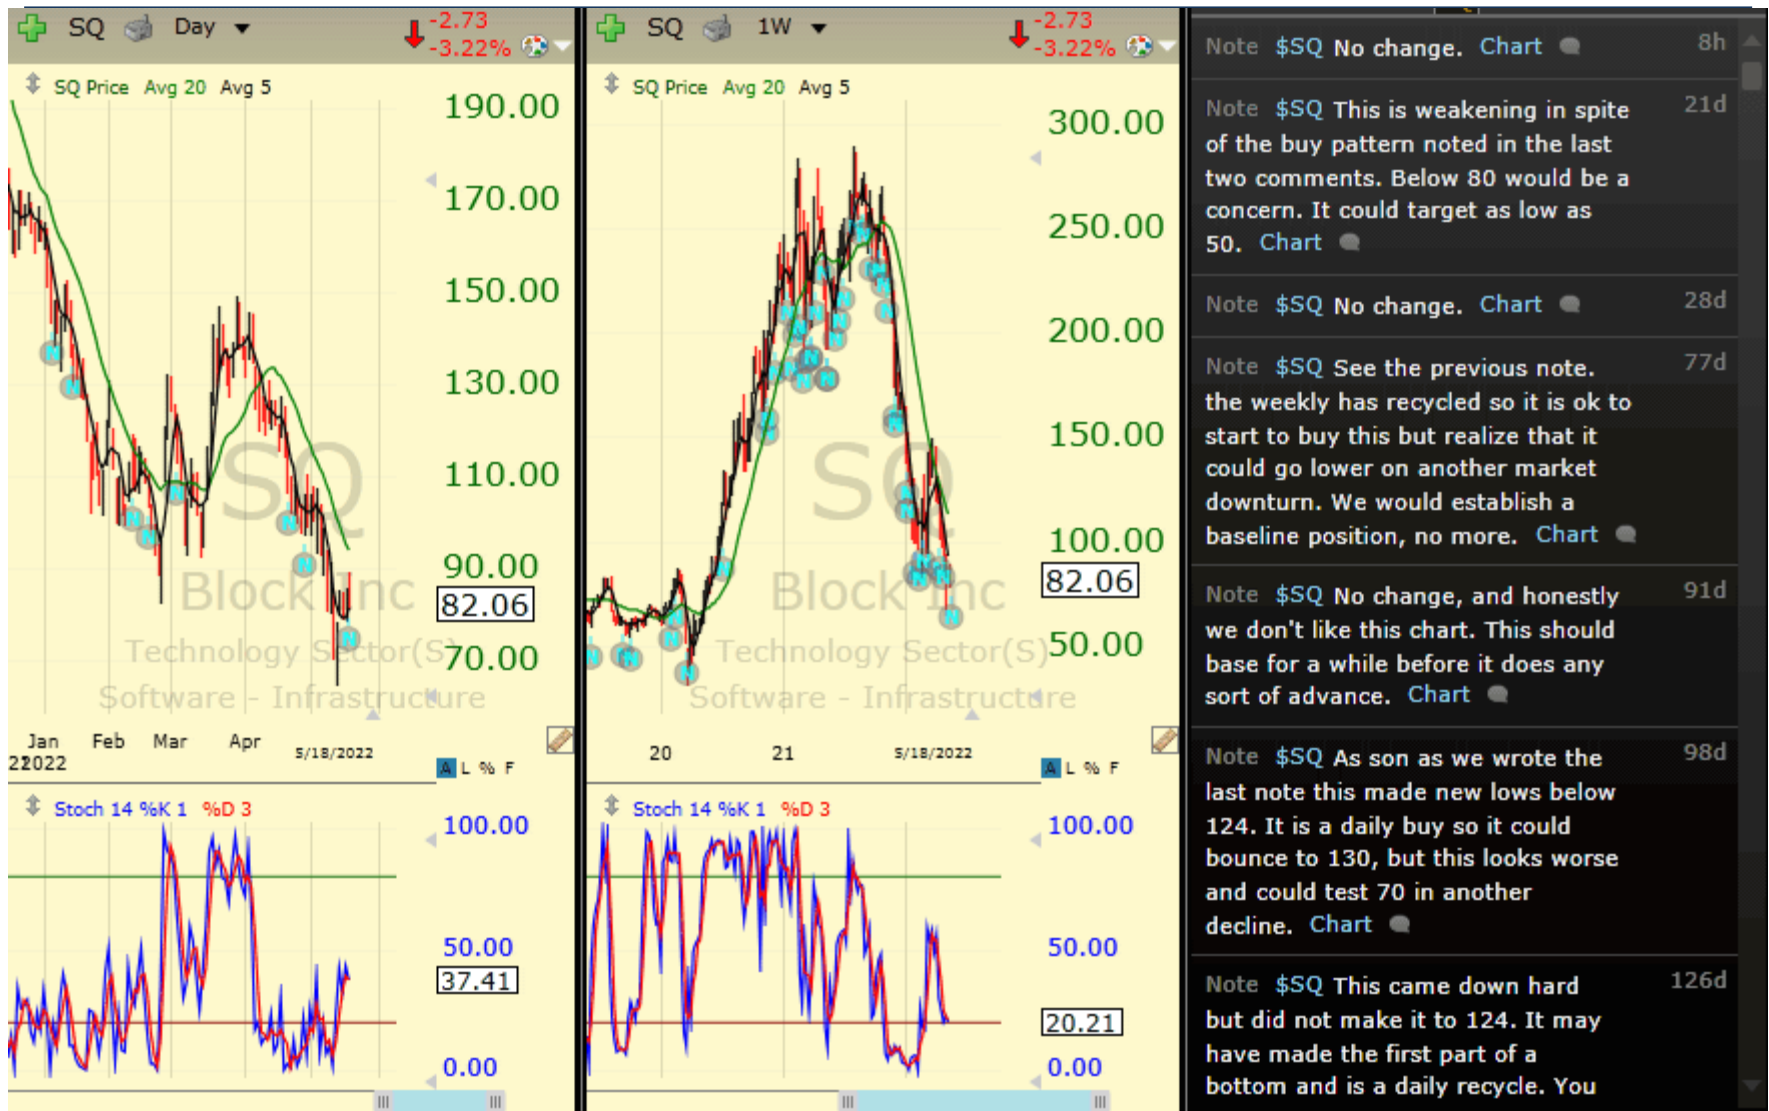 SQ Day
-2.73
-3.22%
SQ Price Avg 20 Avg 5
190.00
170.00
150.00
130.00
110.00
90.00
82.06
70.00
SQ
Block Inc
Technology Sector(S)
Software - Infrastructure
Jan Feb Mar Apr 5/18/2022
2022
A L % F
Stoch 14 %K 1 %D 3
100.00
50.00
37.41
0.00
SQ 1W
-2.73
-3.22%
SQ Price Avg 20 Avg 5
300.00
250.00
200.00
150.00
100.00
82.06
50.00
SQ
Block Inc
Technology Sector(S)
Software - Infrastructure
20 21 5/18/2022
A L % F
Stoch 14 %K 1 %D 3
100.00
50.00
20.21
0.00
Note $SQ No change. Chart 8h
Note $SQ This is weakening in spite 21d
of the buy pattern noted in the last
two comments. Below 80 would be a
concern. It could target as low as
50. Chart
Note $SQ No change. Chart 28d
Note $SQ See the previous note. 77d
the weekly has recycled so it is ok to
start to buy this but realize that it
could go lower on another market
downturn. We would establish a
baseline position, no more. Chart
Note $SQ No change, and honestly 91d
we don't like this chart. This should
base for a while before it does any
sort of advance. Chart
Note $SQ As son as we wrote the 98d
last note this made new lows below
124. It is a daily buy so it could
bounce to 130, but this looks worse
and could test 70 in another
decline. Chart
Note $SQ This came down hard 126d
but did not make it to 124. It may
have made the first part of a
bottom and is a daily recycle. You